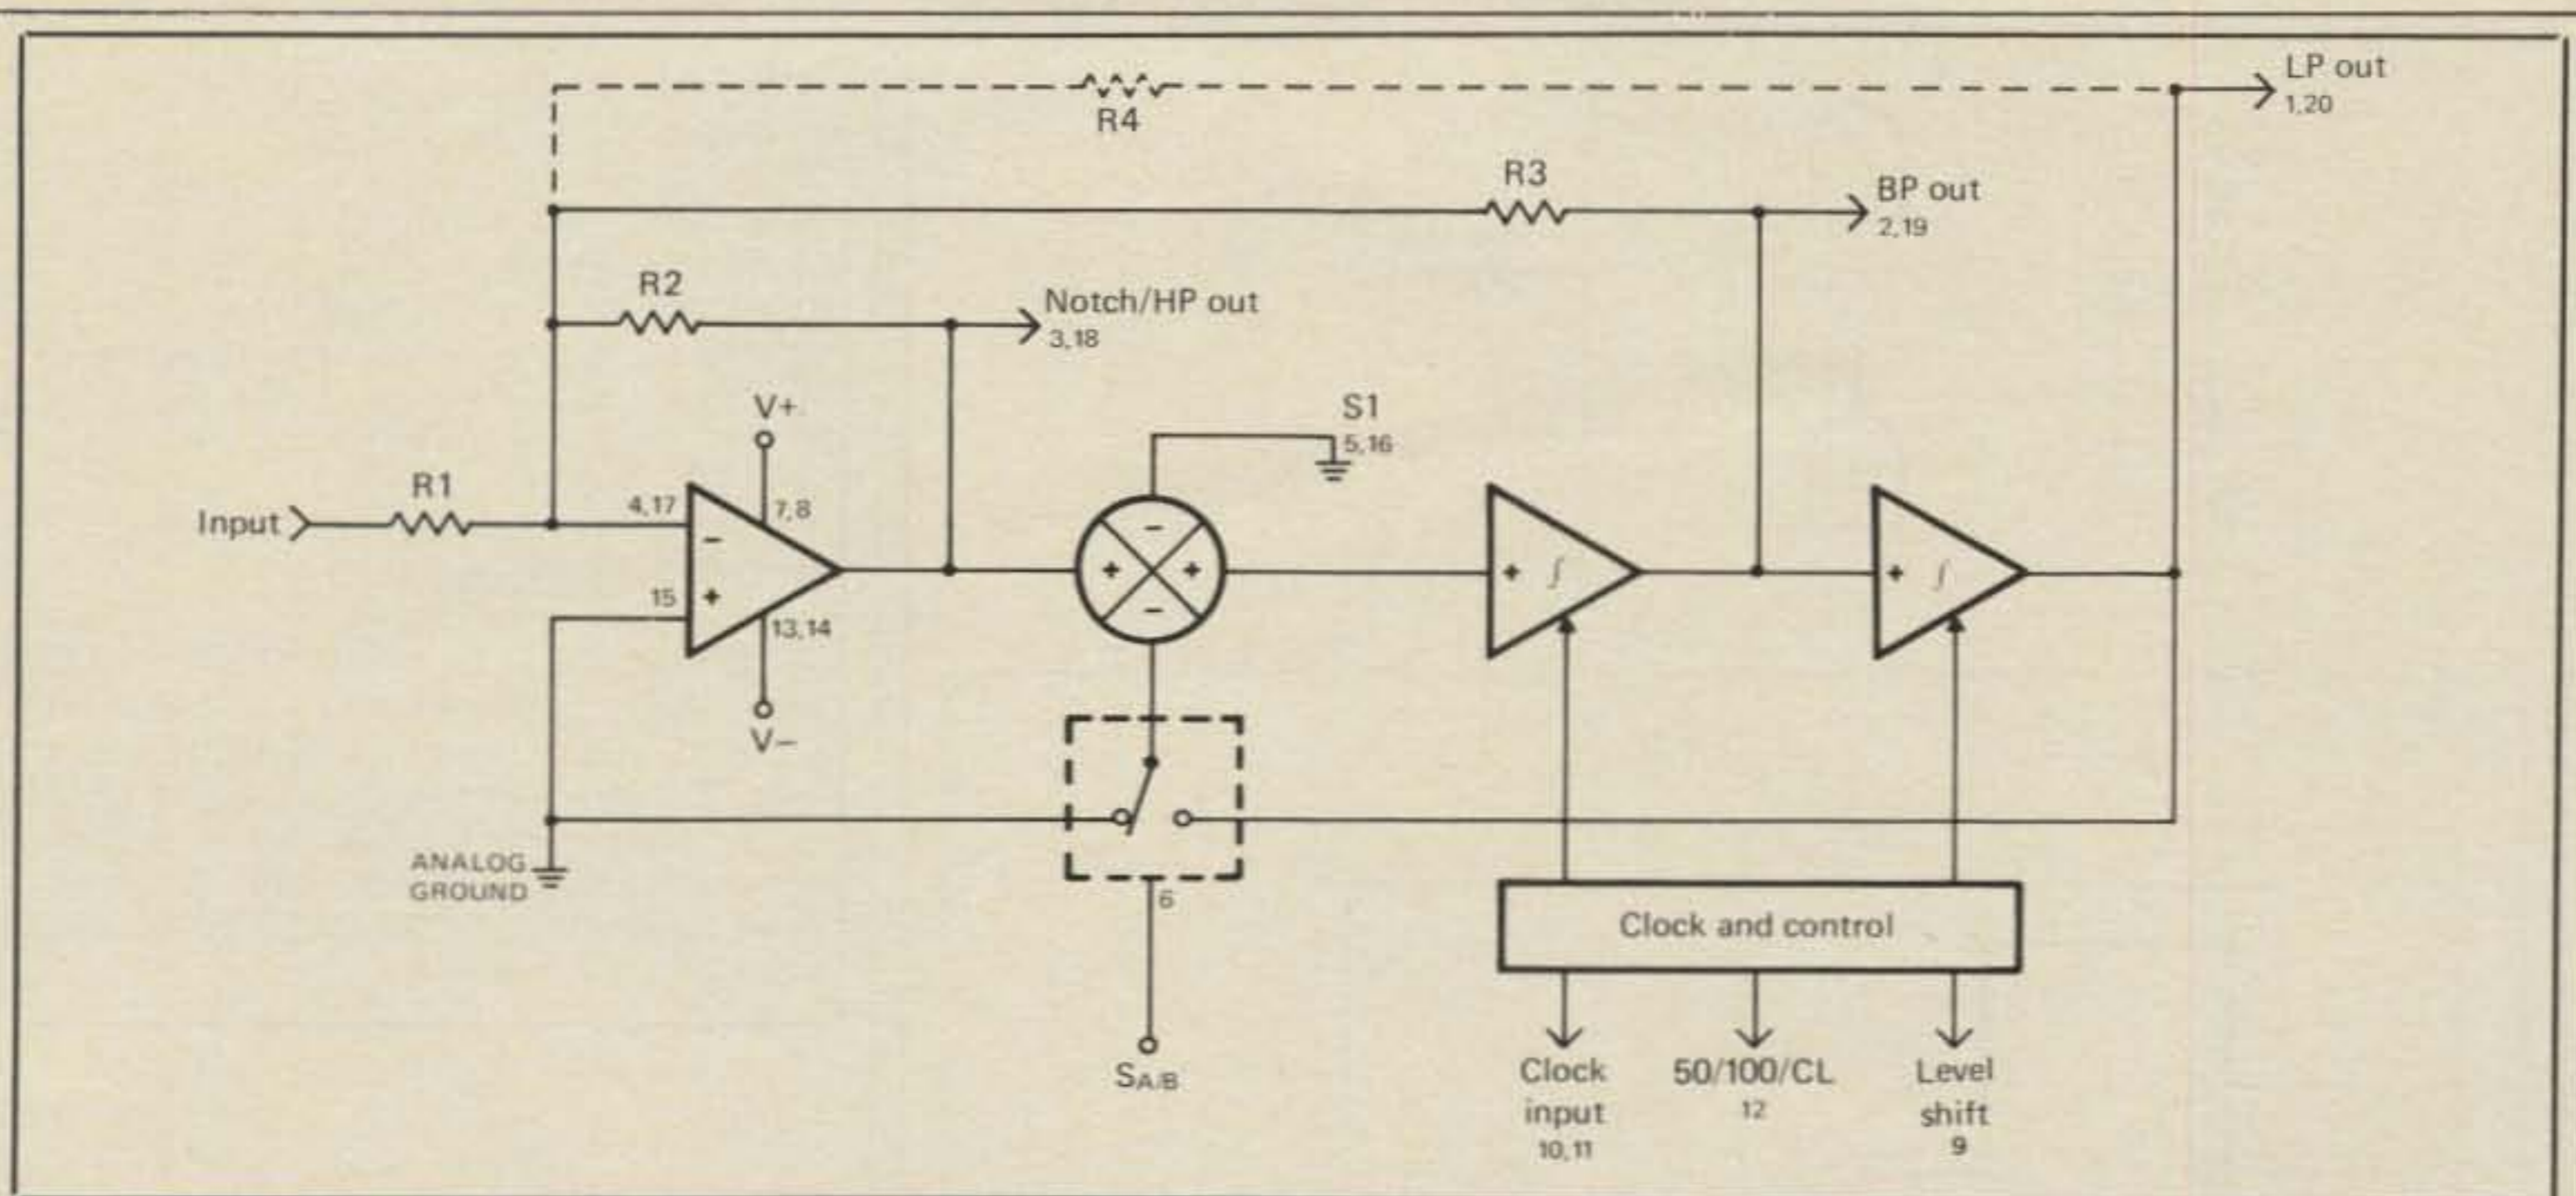 LP out
1,20
R4
R3
BP out
2,19
R2
Notch/HP out
3,18
V+
S1
5,16
R1
Input
4,17
7,8
−
+
15
13,14
V−
−
+
+
−
+ ∫
+ ∫
ANALOG
GROUND
6
Clock and control
SA/B
Clock
input
10,11
50/100/CL
12
Level
shift
9